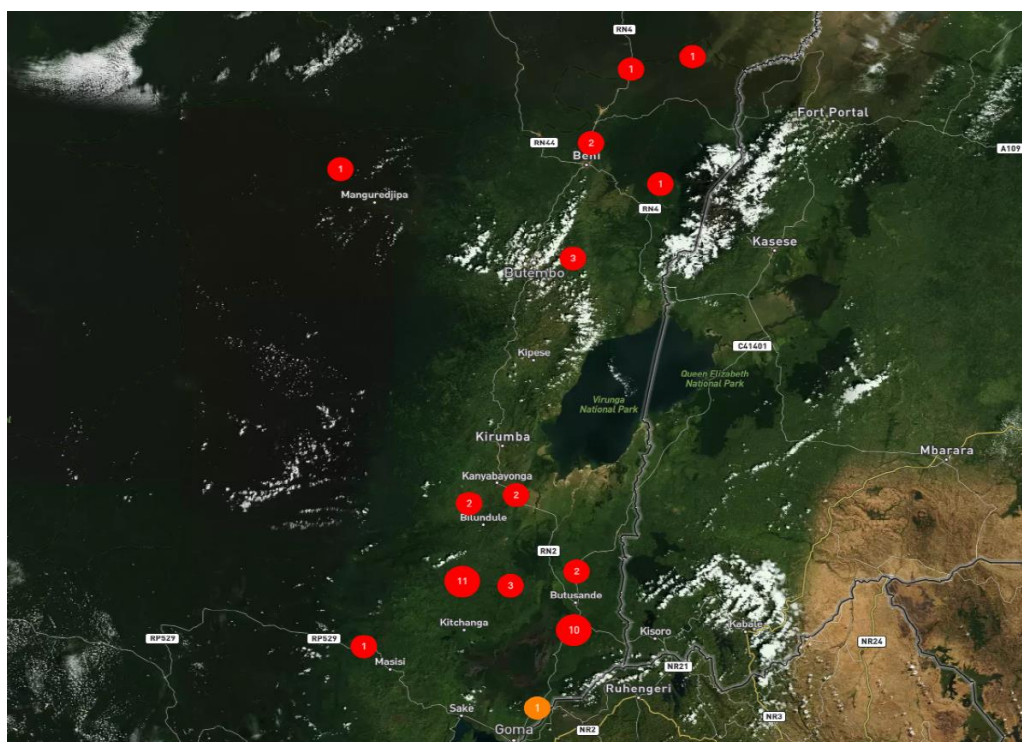 RN4
1
1
Fort Portal
2
RN44
Beni
A109
1
Manguredjipa
1
RN4
Kasese
3
Butembo
C41401
Kipese
Queen Elizabeth
National Park
Virunga
National Park
Kirumba
Mbarara
Kanyabayonga
2
2
Bilundule
RN2
2
11
3
Butusande
Kitchanga
10
Kisoro
Kabale
RP529
RP529
NR24
1
Masisi
NR21
Ruhengeri
Sake
1
Goma
NR2
NR3